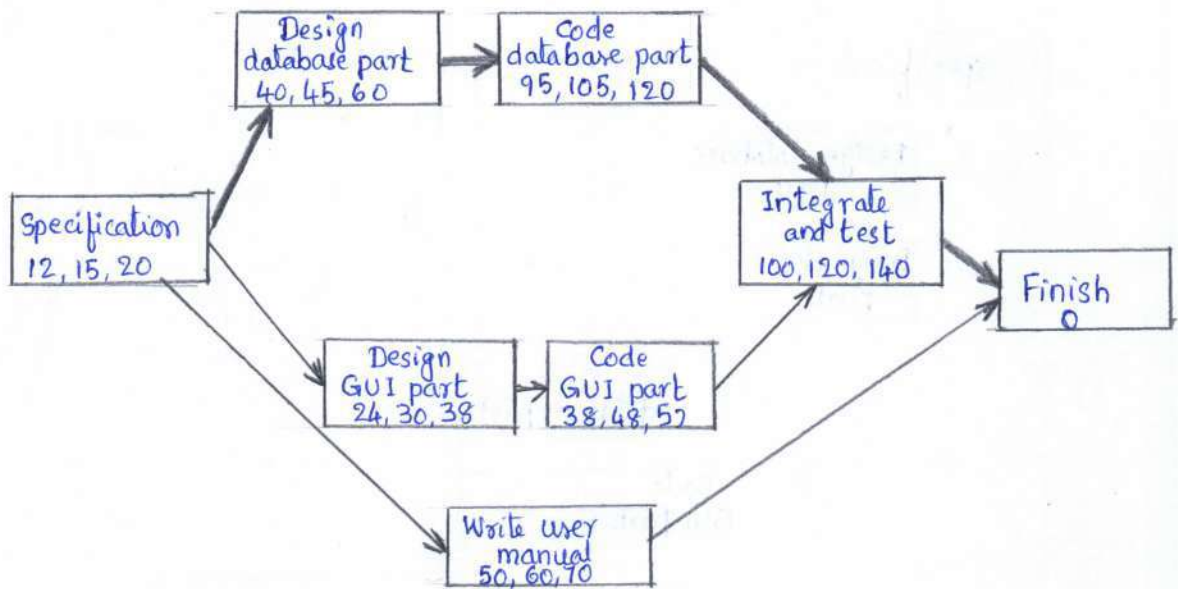 Design
database part
40, 45, 60
Code
database part
95, 105, 120
Specification
12, 15, 20
Integrate
and test
100, 120, 140
Finish
0
Design
GUI part
24, 30, 38
Code
GUI part
38, 48, 52
Write user
manual
50, 60, 70